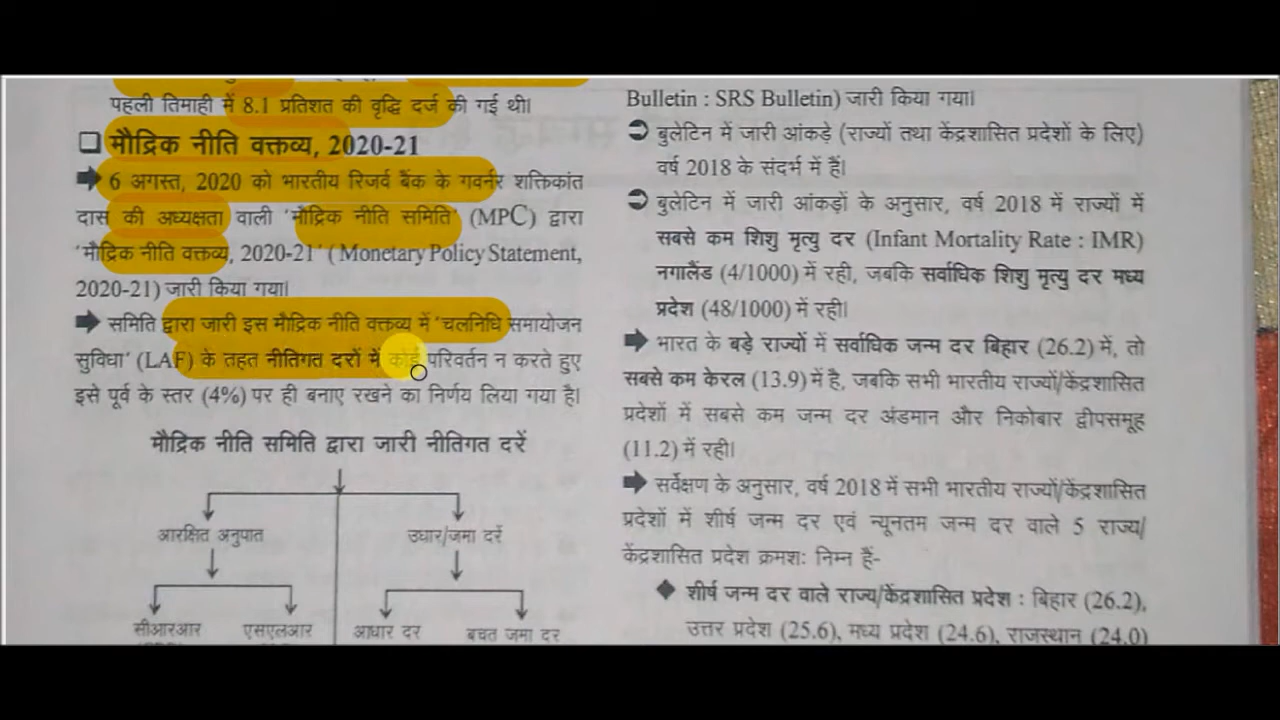 पहली तिमाही में 8.1 प्रतिशत की वृद्धि दर्ज की गई थी।
❑ मौद्रिक नीति वक्तव्य, 2020-21
➡ 6 अगस्त, 2020 को भारतीय रिजर्व बैंक के गवर्नर शक्तिकांत
दास की अध्यक्षता वाली 'मौद्रिक नीति समिति' (MPC) द्वारा
'मौद्रिक नीति वक्तव्य, 2020-21' (Monetary Policy Statement,
2020-21) जारी किया गया।
➡ समिति द्वारा जारी इस मौद्रिक नीति वक्तव्य में 'चलनिधि समायोजन
सुविधा' (LAF) के तहत नीतिगत दरों में कोई परिवर्तन न करते हुए
इसे पूर्व के स्तर (4%) पर ही बनाए रखने का निर्णय लिया गया है।
मौद्रिक नीति समिति द्वारा जारी नीतिगत दरें
आरक्षित अनुपात
उधार/जमा दरें
सीआरआर
एसएलआर
आधार दर
बचत जमा दर
Bulletin : SRS Bulletin) जारी किया गया।
➲ बुलेटिन में जारी आंकड़े (राज्यों तथा केंद्रशासित प्रदेशों के लिए)
वर्ष 2018 के संदर्भ में हैं।
➲ बुलेटिन में जारी आंकड़ों के अनुसार, वर्ष 2018 में राज्यों में
सबसे कम शिशु मृत्यु दर (Infant Mortality Rate : IMR)
नगालैंड (4/1000) में रही, जबकि सर्वाधिक शिशु मृत्यु दर मध्य
प्रदेश (48/1000) में रही।
➡ भारत के बड़े राज्यों में सर्वाधिक जन्म दर बिहार (26.2) में, तो
सबसे कम केरल (13.9) में है, जबकि सभी भारतीय राज्यों/केंद्रशासित
प्रदेशों में सबसे कम जन्म दर अंडमान और निकोबार द्वीपसमूह
(11.2) में रही।
➡ सर्वेक्षण के अनुसार, वर्ष 2018 में सभी भारतीय राज्यों/केंद्रशासित
प्रदेशों में शीर्ष जन्म दर एवं न्यूनतम जन्म दर वाले 5 राज्य/
केंद्रशासित प्रदेश क्रमशः निम्न हैं-
◆ शीर्ष जन्म दर वाले राज्य/केंद्रशासित प्रदेश : बिहार (26.2),
उत्तर प्रदेश (25.6), मध्य प्रदेश (24.6), राजस्थान (24.0)